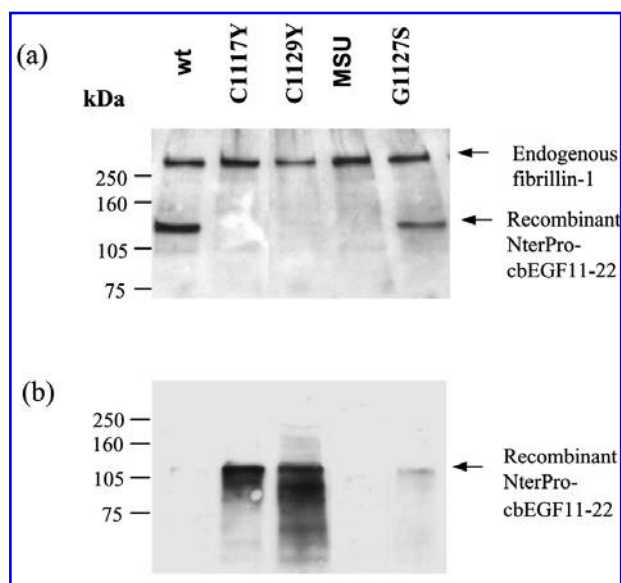 (a)
kDa
wt
C1117Y
C1129Y
MSU
G1127S
250
160
105
75
Endogenous
fibrillin-1
Recombinant
NterPro-
cbEGF11-22
(b)
250
160
105
75
Recombinant
NterPro-
cbEGF11-22